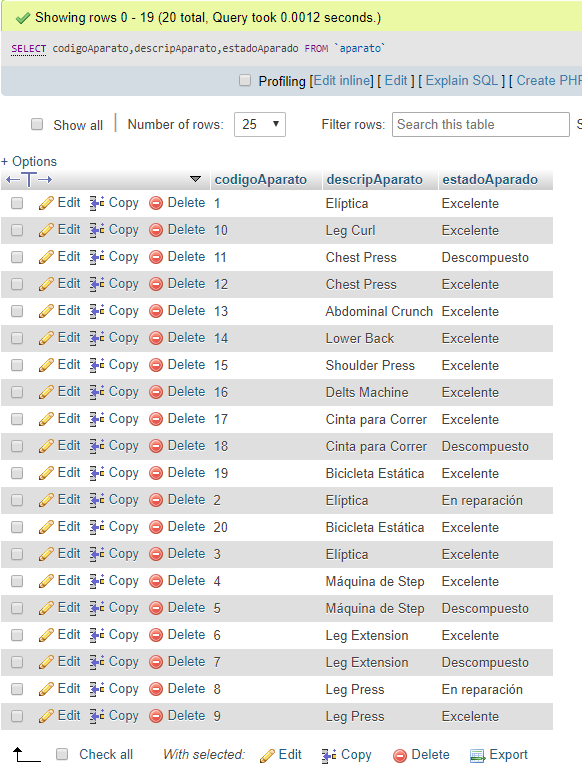 Showing rows 0 - 19 (20 total, Query took 0.0012 seconds.)
SELECT codigoAparato,descripAparato,estadoAparado FROM `aparato`
Profiling [Edit inline] [ Edit ] [ Explain SQL ] [ Create PHP
Show all | Number of rows: 25 Filter rows: Search this table S
+ Options
codigoAparato descripAparato estadoAparado
Edit Copy Delete 1 Elíptica Excelente
Edit Copy Delete 10 Leg Curl Excelente
Edit Copy Delete 11 Chest Press Descompuesto
Edit Copy Delete 12 Chest Press Excelente
Edit Copy Delete 13 Abdominal Crunch Excelente
Edit Copy Delete 14 Lower Back Excelente
Edit Copy Delete 15 Shoulder Press Excelente
Edit Copy Delete 16 Delts Machine Excelente
Edit Copy Delete 17 Cinta para Correr Excelente
Edit Copy Delete 18 Cinta para Correr Descompuesto
Edit Copy Delete 19 Bicicleta Estática Excelente
Edit Copy Delete 2 Elíptica En reparación
Edit Copy Delete 20 Bicicleta Estática Excelente
Edit Copy Delete 3 Elíptica Excelente
Edit Copy Delete 4 Máquina de Step Excelente
Edit Copy Delete 5 Máquina de Step Descompuesto
Edit Copy Delete 6 Leg Extension Excelente
Edit Copy Delete 7 Leg Extension Descompuesto
Edit Copy Delete 8 Leg Press En reparación
Edit Copy Delete 9 Leg Press Excelente
Check all With selected: Edit Copy Delete Export